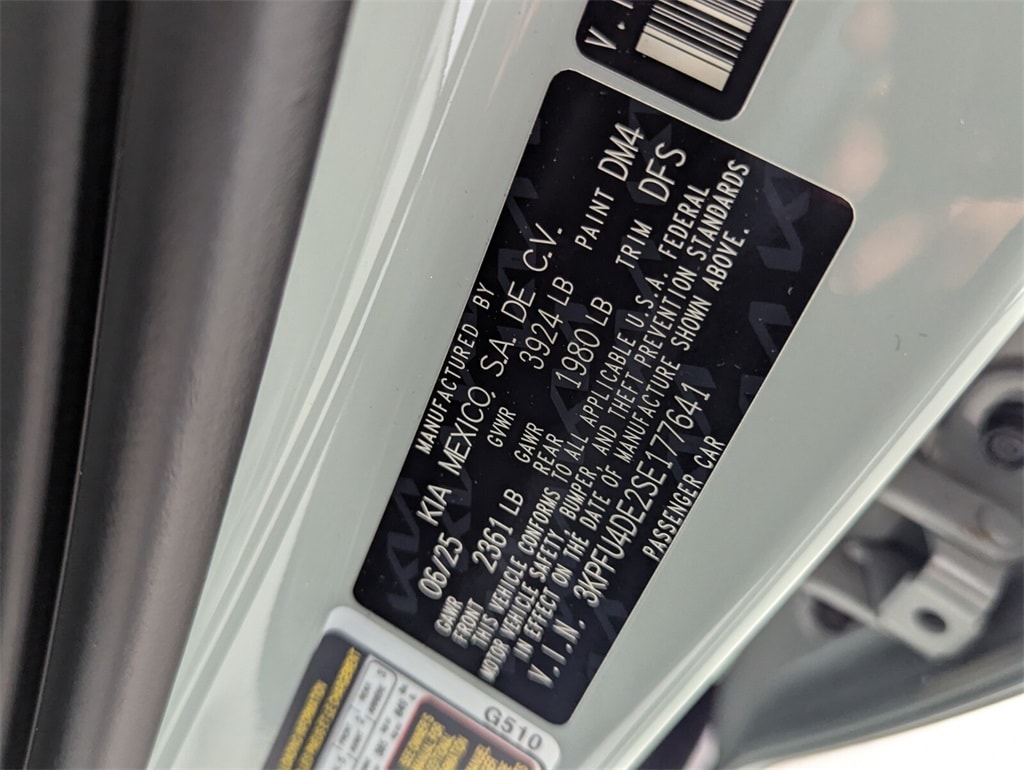 V.I
MANUFACTURED BY
06/25 KIA MEXICO, S.A. DE C.V.
GVWR 3924 LB
GAWR FRONT 2361 LB GAWR REAR 1980 LB
PAINT DM4
TRIM DFS
THIS VEHICLE CONFORMS TO ALL APPLICABLE U.S.A. FEDERAL
MOTOR VEHICLE SAFETY BUMPER, AND THEFT PREVENTION STANDARDS
IN EFFECT ON THE DATE OF MANUFACTURE SHOWN ABOVE.
V.I.N. 3KPFU4DE2SE177641
PASSENGER CAR
G510